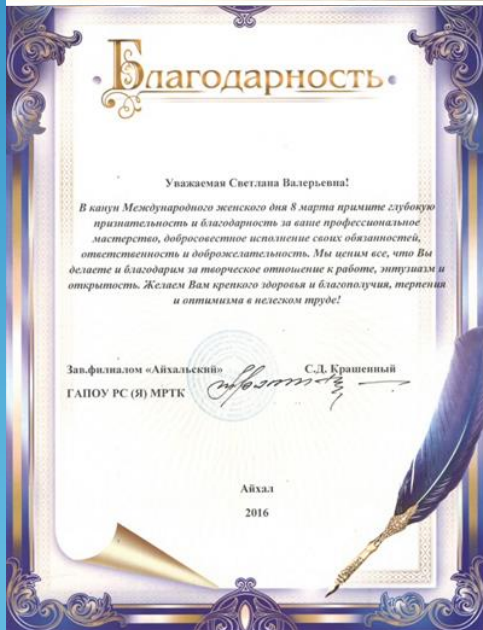 Благодарность
Уважаемая Светлана Валерьевна!
В канун Международного женского дня 8 марта примите глубокую
признательность и благодарность за ваше профессиональное
мастерство, добросовестное исполнение своих обязанностей,
ответственность и доброжелательность. Мы ценим все, что Вы
делаете и благодарим за творческое отношение к работе, энтузиазм и
открытость. Желаем Вам крепкого здоровья и благополучия, терпения
и оптимизма в нелегком труде!
Зав.филиалом «Айхальский» С.Д. Крашенный
ГАПОУ РС (Я) МРТК
Айхал
2016